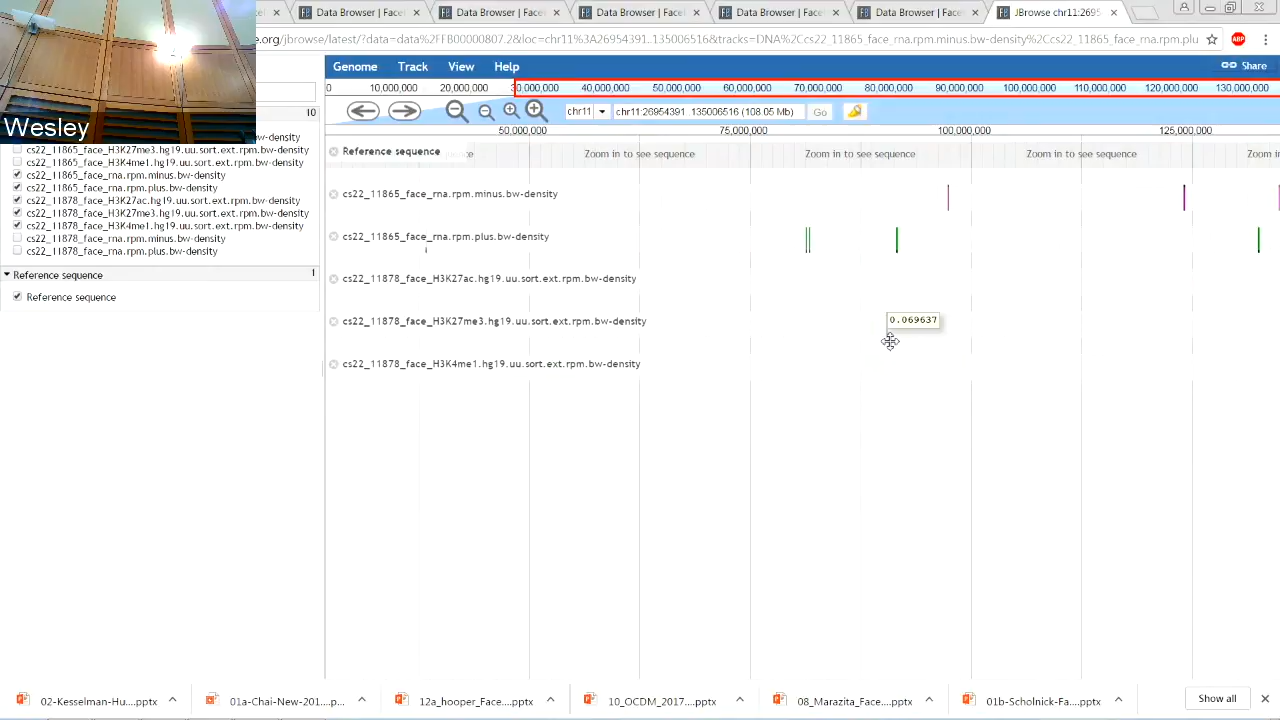 Data Browser |
Data Browser | Face
Data Browser | Face
Data Browser | Face
Data Browser | Face
JBrowse chr11:2695
e.org/jbrowse/latest/?data=data%2FFB00000807.2&loc=chr11%3A26954391..135006516&tracks=DNA%2Ccs22_11865_face_rna.rpm.minus.bw-density%2Ccs22_11865_face_rna.rpm.plu
ABP
Genome Track View Help Share
0 10,000,000 20,000,000 30,000,000 40,000,000 50,000,000 60,000,000 70,000,000 80,000,000 90,000,000 100,000,000 110,000,000 120,000,000 130,000,000
chr11 chr11:26954391..135006516 (108.05 Mb) Go
50,000,000 75,000,000 100,000,000 125,000,000
Wesley
10
density
cs22_11865_face_H3K27me3.hg19.uu.sort.ext.rpm.bw-density
cs22_11865_face_H3K4me1.hg19.uu.sort.ext.rpm.bw-density
cs22_11865_face_rna.rpm.minus.bw-density
cs22_11865_face_rna.rpm.plus.bw-density
cs22_11878_face_H3K27ac.hg19.uu.sort.ext.rpm.bw-density
cs22_11878_face_H3K27me3.hg19.uu.sort.ext.rpm.bw-density
cs22_11878_face_H3K4me1.hg19.uu.sort.ext.rpm.bw-density
cs22_11878_face_rna.rpm.minus.bw-density
cs22_11878_face_rna.rpm.plus.bw-density
Reference sequence 1
Reference sequence
Reference sequence Zoom in to see sequence Zoom in to see sequence Zoom in to see sequence Zoom in
cs22_11865_face_rna.rpm.minus.bw-density
cs22_11865_face_rna.rpm.plus.bw-density
cs22_11878_face_H3K27ac.hg19.uu.sort.ext.rpm.bw-density
cs22_11878_face_H3K27me3.hg19.uu.sort.ext.rpm.bw-density
0.069637
cs22_11878_face_H3K4me1.hg19.uu.sort.ext.rpm.bw-density
02-Kesselman-Hu....pptx 01a-Chai-New-201....pptx 12a_hooper_Face....pptx 10_OCDM_2017....pptx 08_Marazita_Face....pptx 01b-Scholnick-Fa....pptx Show all